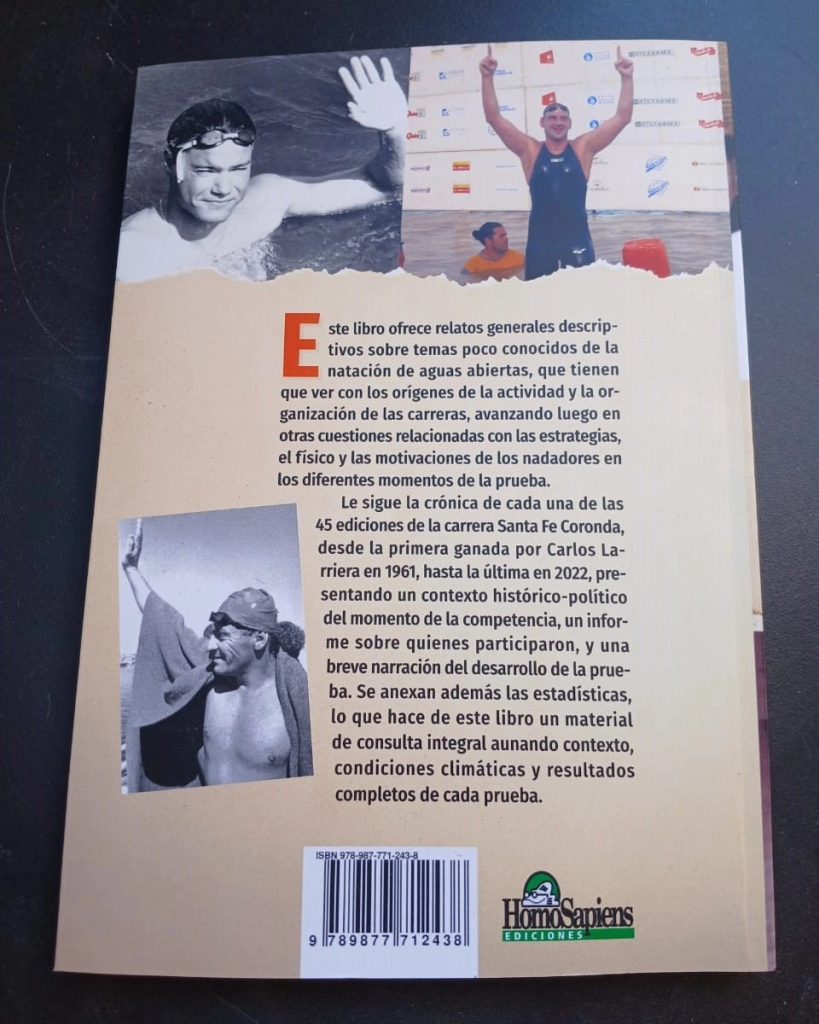 Este libro ofrece relatos generales descrip-
tivos sobre temas poco conocidos de la
natación de aguas abiertas, que tienen
que ver con los orígenes de la actividad y la or-
ganización de las carreras, avanzando luego en
otras cuestiones relacionadas con las estrategias,
el físico y las motivaciones de los nadadores en
los diferentes momentos de la prueba.
Le sigue la crónica de cada una de las
45 ediciones de la carrera Santa Fe Coronda,
desde la primera ganada por Carlos La-
rriera en 1961, hasta la última en 2022, pre-
sentando un contexto histórico-político
del momento de la competencia, un infor-
me sobre quienes participaron, y una
breve narración del desarrollo de la prue-
ba. Se anexan además las estadísticas,
lo que hace de este libro un material
de consulta integral aunando contexto,
condiciones climáticas y resultados
completos de cada prueba.
ISBN 978-987-771-243-8
9 789877 712438
HomoSapiens
EDICIONES